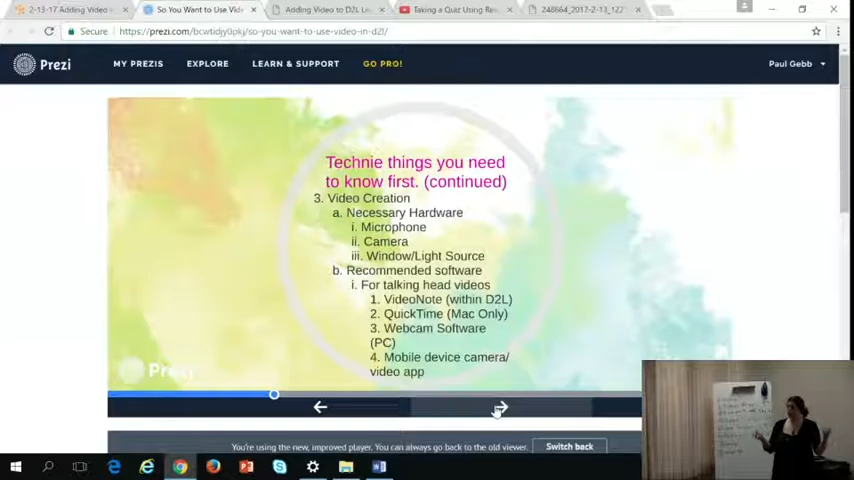 2-13-17 Adding Video
So You Want to Use Vide
Adding Video to D2L Le
Taking a Quiz Using Res
248664_2017-2-13_122
Secure
https://prezi.com/bcwtidjy0pkj/so-you-want-to-use-video-in-d2l/
Prezi
MY PREZIS
EXPLORE
LEARN & SUPPORT
GO PRO!
Paul Gebb
Technie things you need
to know first. (continued)
3. Video Creation
a. Necessary Hardware
i. Microphone
ii. Camera
iii. Window/Light Source
b. Recommended software
i. For talking head videos
1. VideoNote (within D2L)
2. QuickTime (Mac Only)
3. Webcam Software
(PC)
4. Mobile device camera/
video app
Prezi
You're using the new, improved player. You can always go back to the old viewer.
Switch back